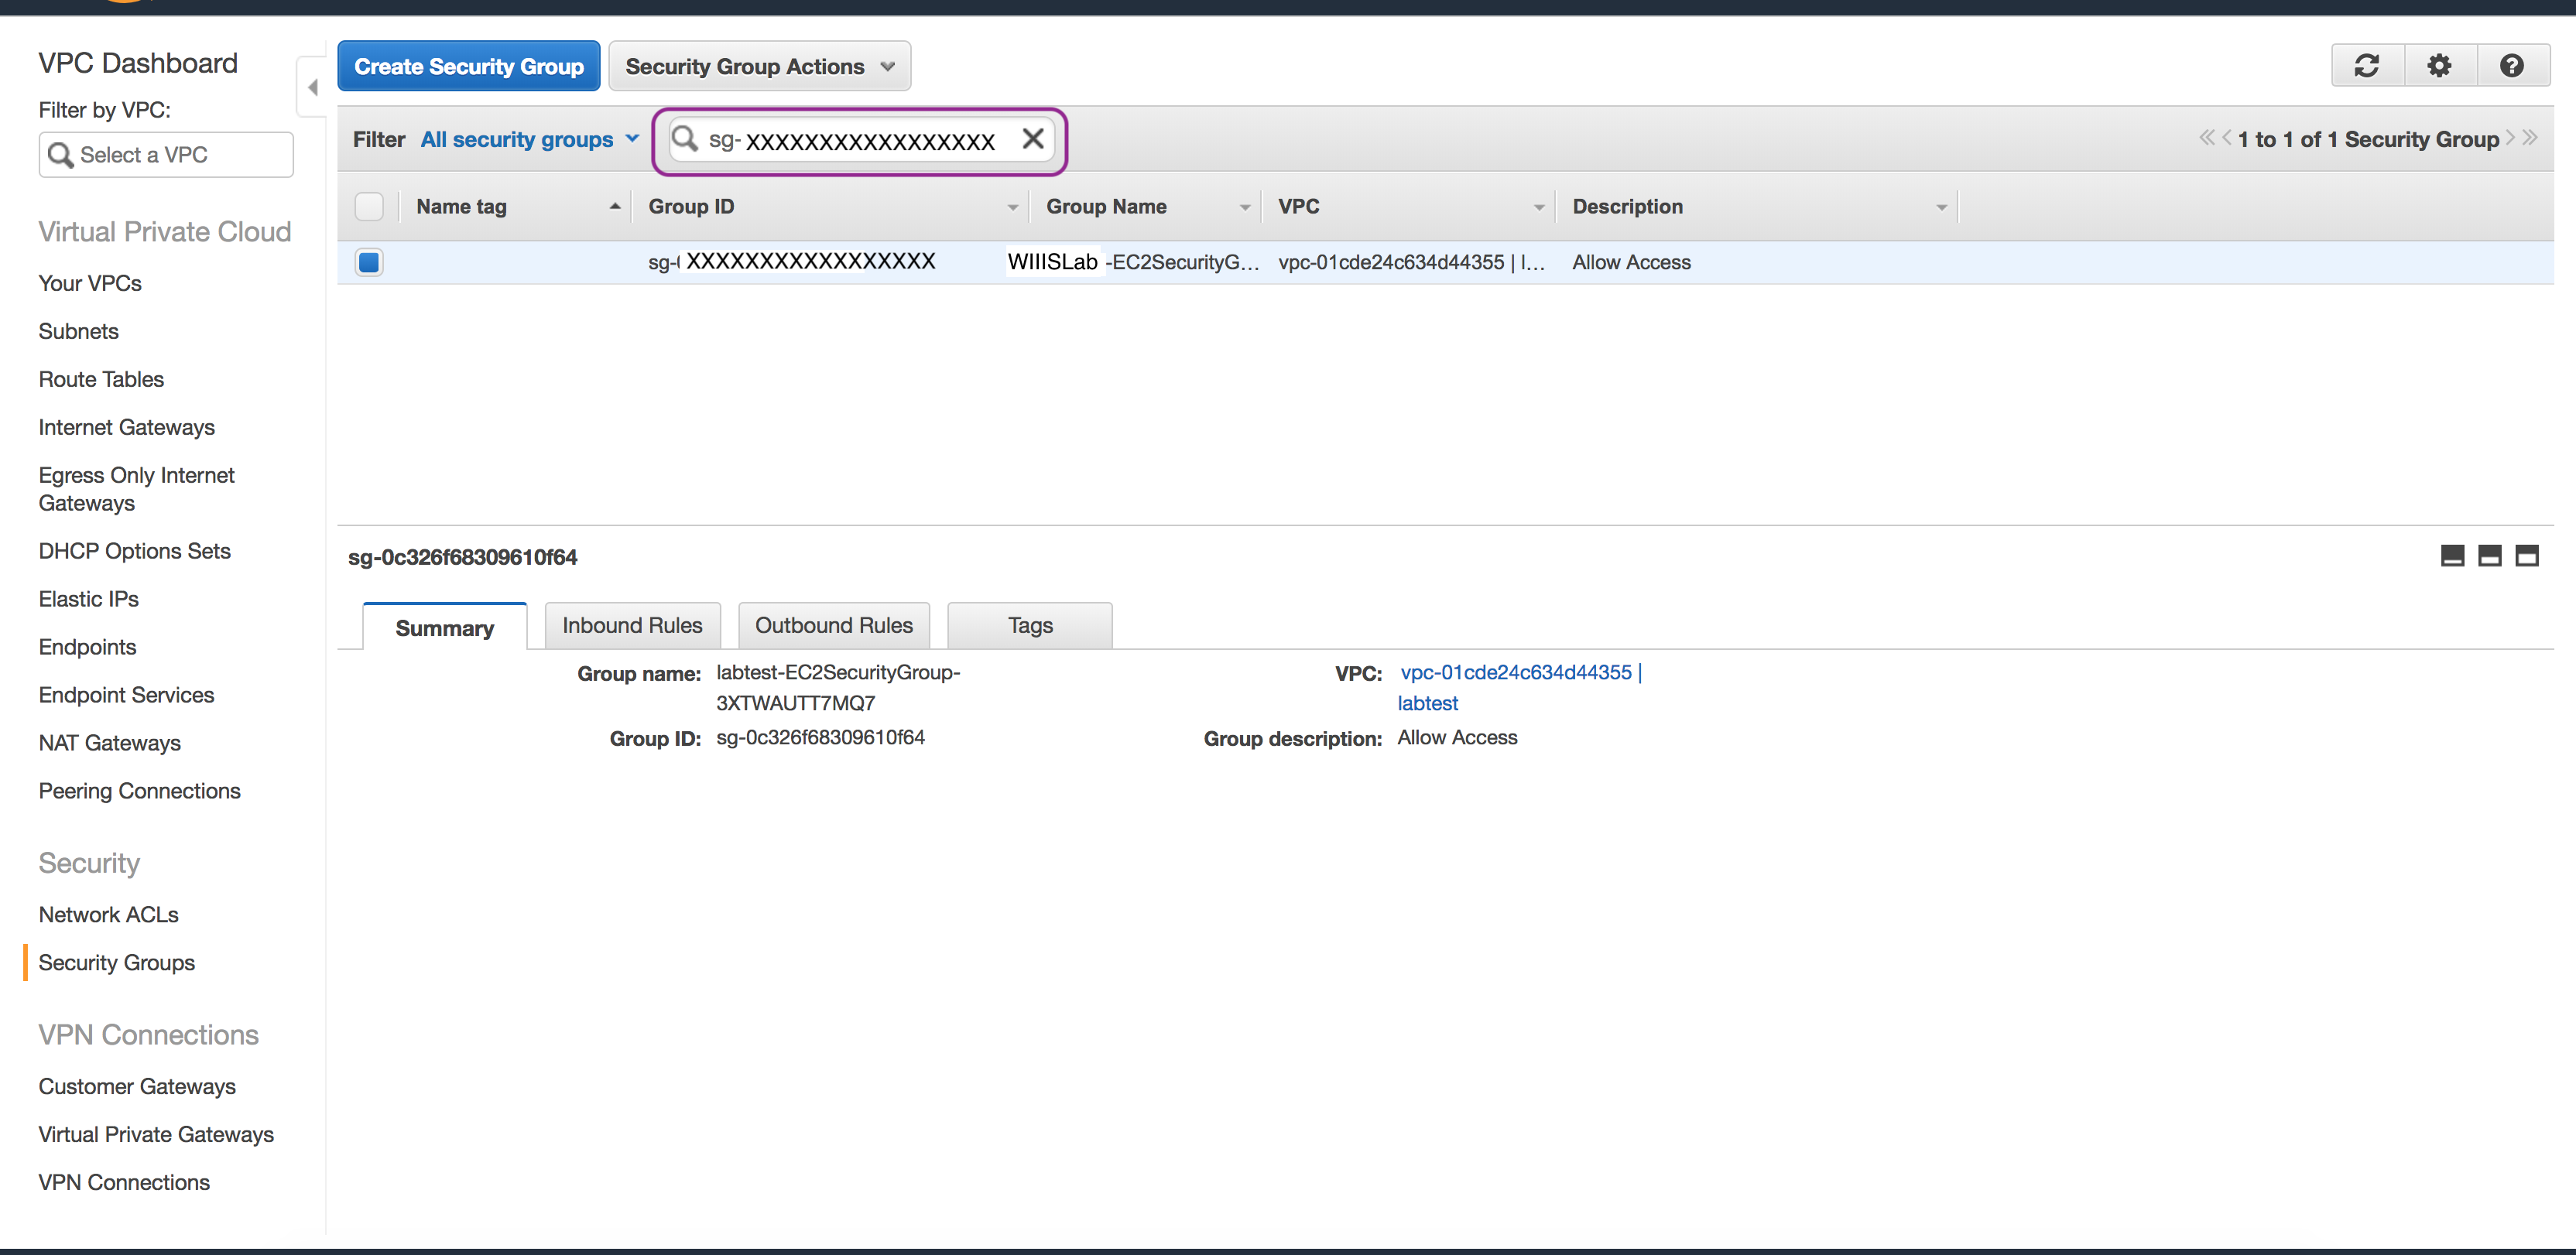 VPC Dashboard
Filter by VPC:
Select a VPC
Virtual Private Cloud
Your VPCs
Subnets
Route Tables
Internet Gateways
Egress Only Internet
Gateways
DHCP Options Sets
Elastic IPs
Endpoints
Endpoint Services
NAT Gateways
Peering Connections
Security
Network ACLs
Security Groups
VPN Connections
Customer Gateways
Virtual Private Gateways
VPN Connections
Create Security Group
Security Group Actions
Filter All security groups sg- XXXXXXXXXXXXXXXXX 1 to 1 of 1 Security Group
Name tag Group ID Group Name VPC Description
sg- XXXXXXXXXXXXXXXXX WIIISLab -EC2SecurityG... vpc-01cde24c634d44355 | l... Allow Access
sg-0c326f68309610f64
Summary Inbound Rules Outbound Rules Tags
Group name: labtest-EC2SecurityGroup-
3XTWAUTT7MQ7
VPC: vpc-01cde24c634d44355 |
labtest
Group ID: sg-0c326f68309610f64
Group description: Allow Access